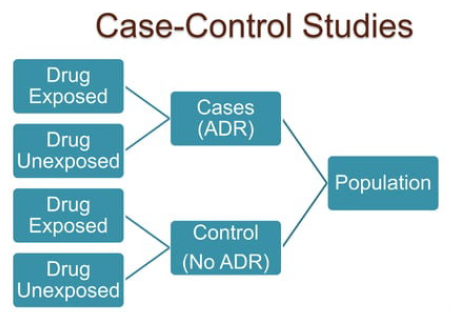 Case-Control Studies
Drug
Exposed
Drug
Unexposed
Drug
Exposed
Drug
Unexposed
Cases
(ADR)
Control
(No ADR)
Population